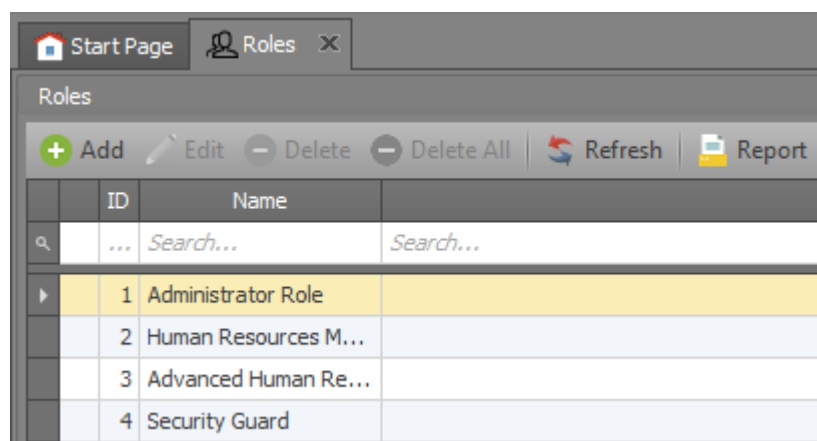 Start Page Roles
Roles
Add Edit Delete Delete All Refresh Report
ID Name
... Search... Search...
1 Administrator Role
2 Human Resources M...
3 Advanced Human Re...
4 Security Guard